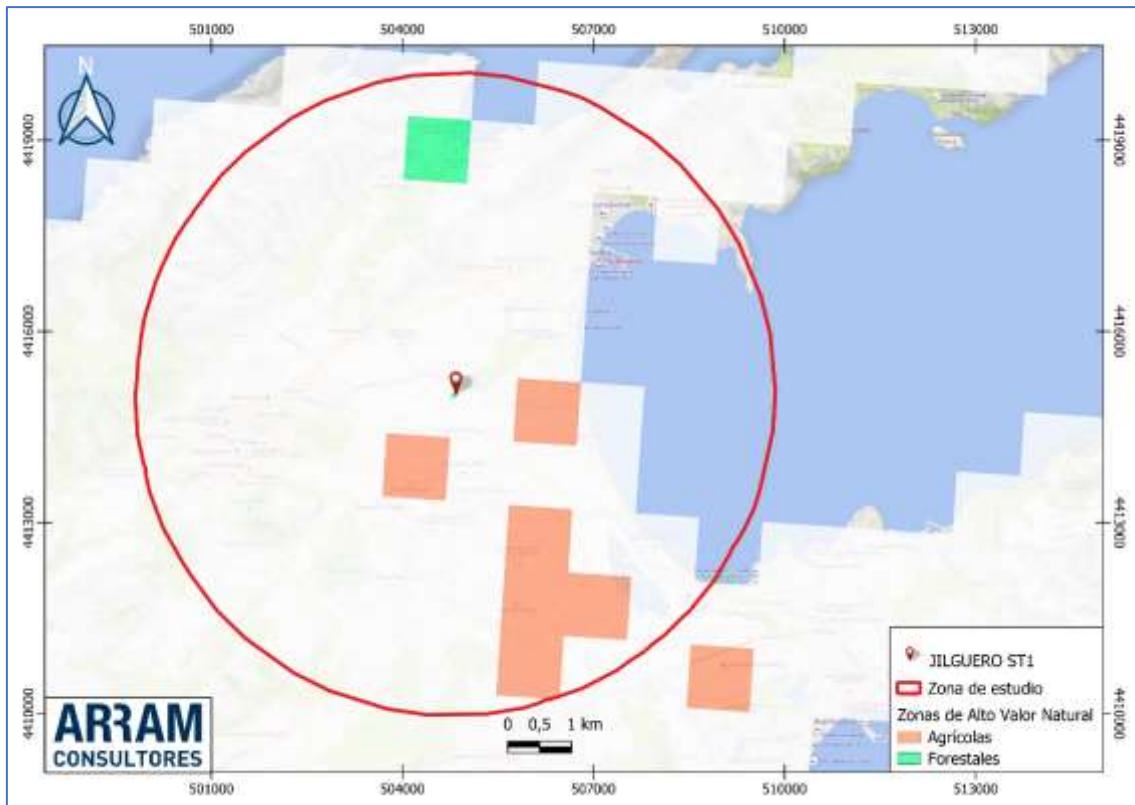 501000 504000 507000 510000 513000
N
4419000 4419000
4416000 4416000
4413000 4413000
4410000 4410000
JILGUERO ST1
Zona de estudio
Zonas de Alto Valor Natural
Agrícolas
Forestales
0 0,5 1 km
ARRAM
CONSULTORES
501000 504000 507000 510000 513000